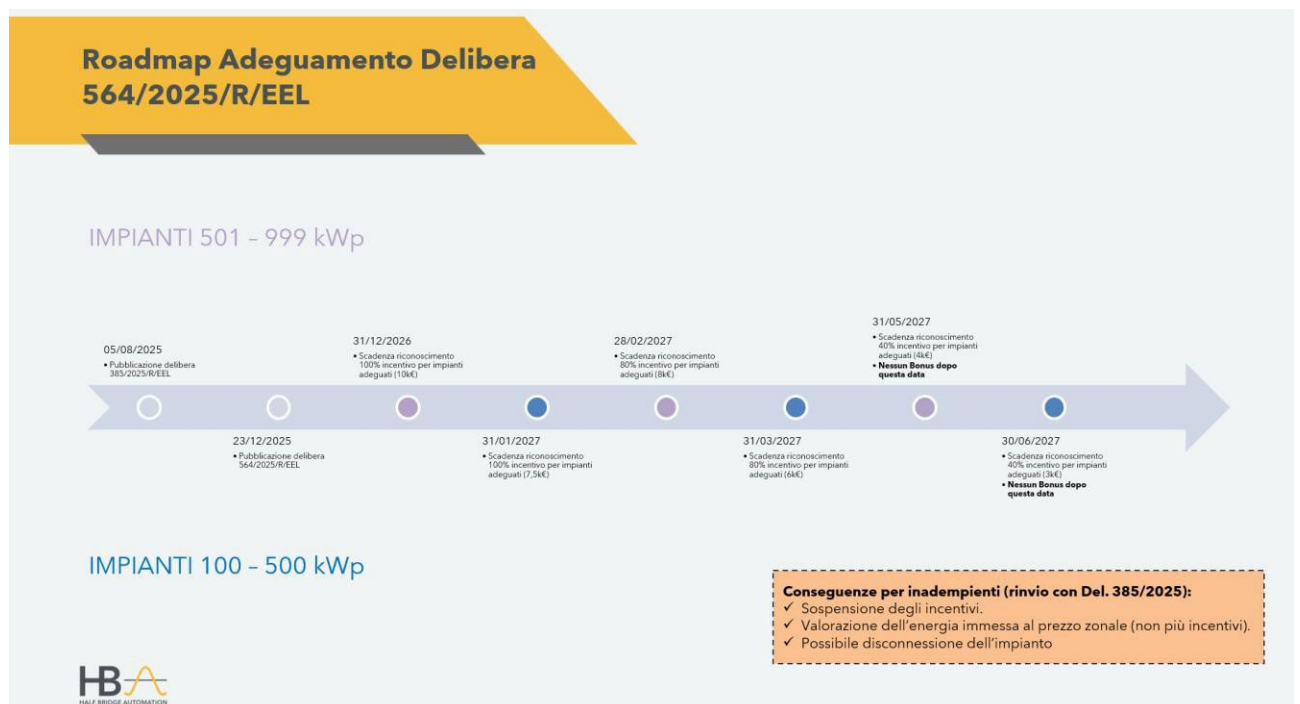 Roadmap Adeguamento Delibera
564/2025/R/EEL
IMPIANTI 501 – 999 kWp
05/08/2025
• Pubblicazione delibera
385/2025/R/EEL
31/12/2026
• Scadenza riconoscimento
100% incentivo per impianti
adeguati (10k€)
28/02/2027
• Scadenza riconoscimento
80% incentivo per impianti
adeguati (8k€)
31/05/2027
• Scadenza riconoscimento
40% incentivo per impianti
adeguati (4k€)
• Nessun Bonus dopo
questa data
23/12/2025
• Pubblicazione delibera
564/2025/R/EEL
31/01/2027
• Scadenza riconoscimento
100% incentivo per impianti
adeguati (7,5k€)
31/03/2027
• Scadenza riconoscimento
80% incentivo per impianti
adeguati (6k€)
30/06/2027
• Scadenza riconoscimento
40% incentivo per impianti
adeguati (3k€)
• Nessun Bonus dopo
questa data
IMPIANTI 100 – 500 kWp
Conseguenze per inadempienti (rinvio con Del. 385/2025):
✓ Sospensione degli incentivi.
✓ Valorazione dell'energia immessa al prezzo zonale (non più incentivi).
✓ Possibile disconnessione dell'impianto
HBA
HALF BRIDGE AUTOMATION